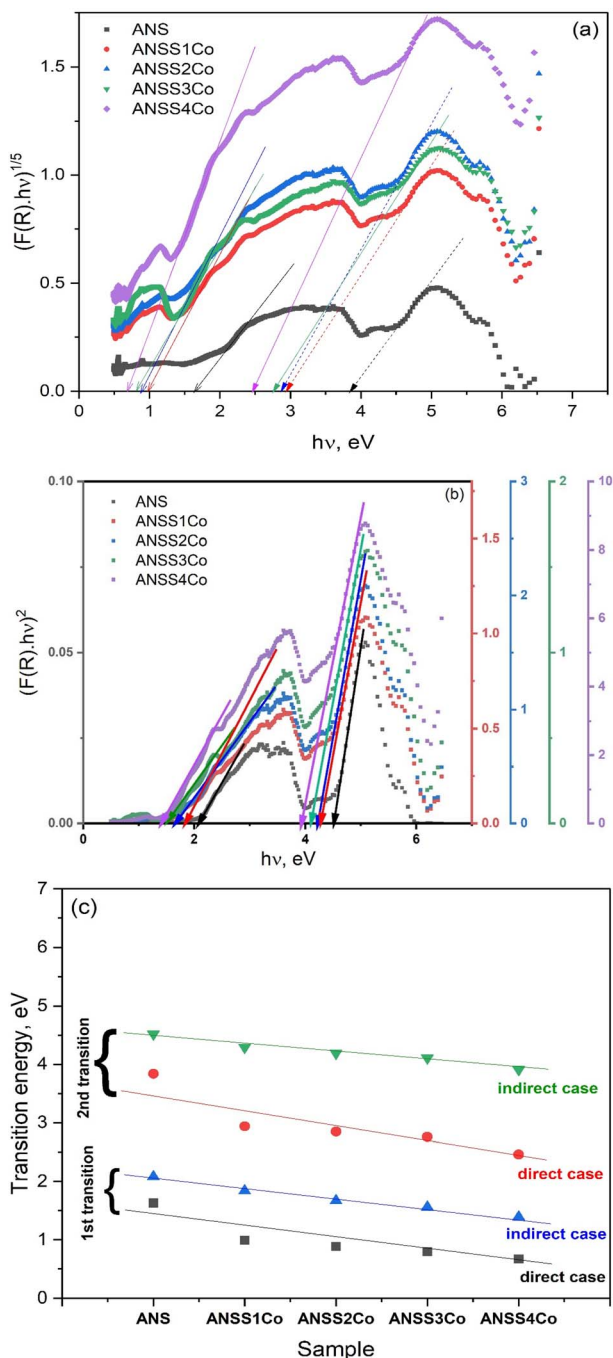 (a)
ANS
ANSS1Co
ANSS2Co
ANSS3Co
ANSS4Co
1.5
1.0
0.5
0.0
(F(R).hν)1/5
0 1 2 3 4 5 6 7
hν, eV
(b)
ANS
ANSS1Co
ANSS2Co
ANSS3Co
ANSS4Co
0.10
0.05
0.00
(F(R).hν)2
0 2 4 6
hν, eV
1.5
1.0
0.5
0.0
3
2
1
0
2
1
0
10
8
6
4
2
0
(c)
7
6
5
4
3
2
1
0
Transition energy, eV
2nd transition
1st transition
indirect case
direct case
indirect case
direct case
ANS ANSS1Co ANSS2Co ANSS3Co ANSS4Co
Sample